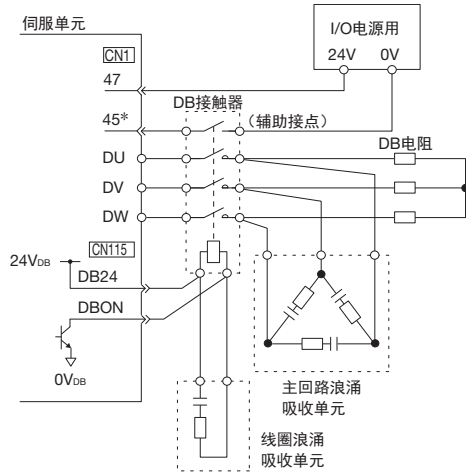 伺服单元
I/O电源用
24V 0V
CN1
47
DB接触器
45*
(辅助接点)
DU
DB电阻
DV
DW
CN115
24VDB
DB24
DBON
0VDB
主回路浪涌
吸收单元
线圈浪涌
吸收单元